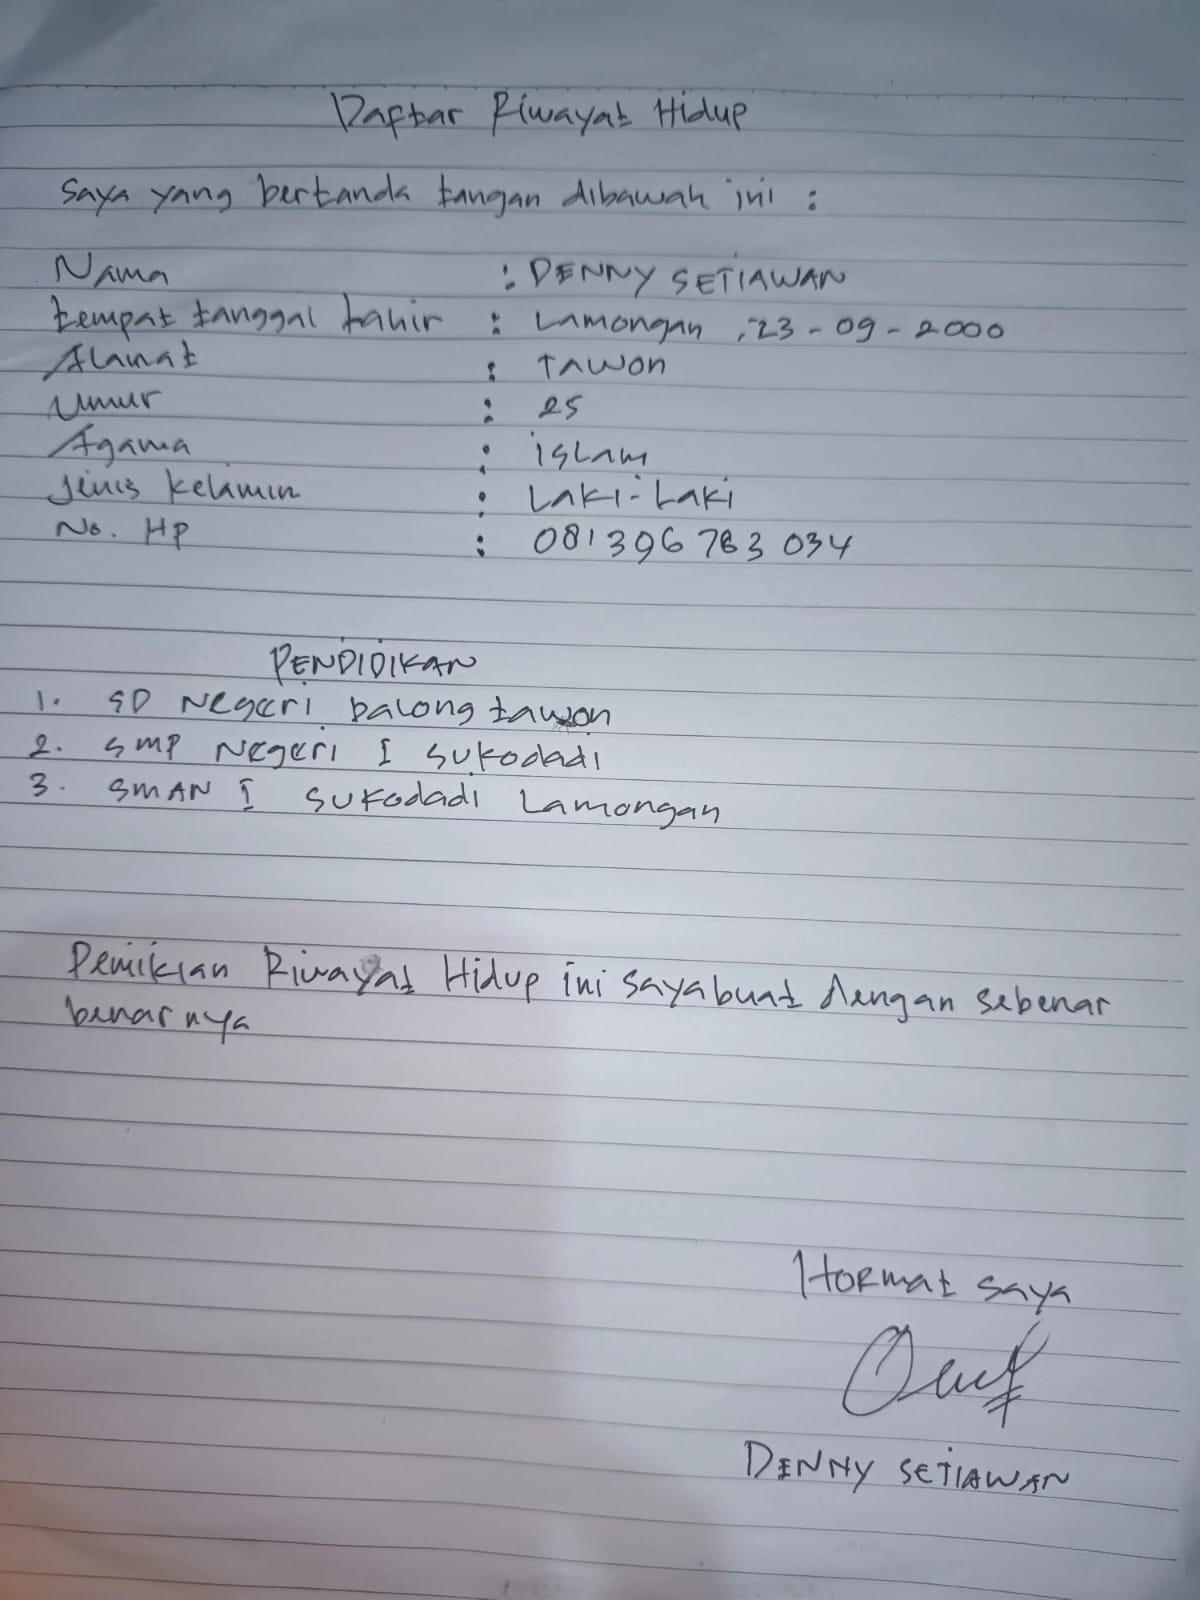 Daftar Riwayat Hidup
Saya yang bertanda tangan dibawah ini :
Nama : DENNY SETIAWAN
tempat tanggal lahir : Lamongan, 23-09-2000
Alamat : TAWON
Umur : 25
Agama : islam
Jenis kelamin : LAKI-LAKI
No. HP : 081396783034
PENDIDIKAN
1. SD Negeri balong tawon
2. SMP Negeri I sukodadi
3. SMAN I sukodadi Lamongan
Demikian Riwayat Hidup ini saya buat dengan sebenar
benarnya
Hormat saya
DENNY SETIAWAN